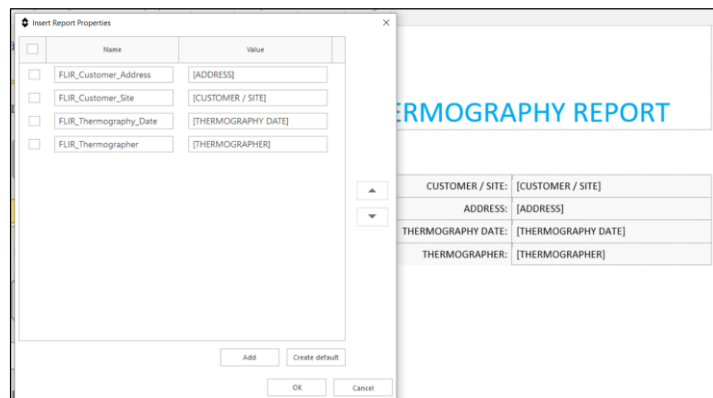 Insert Report Properties
Name Value
FLIR_Customer_Address [ADDRESS]
FLIR_Customer_Site [CUSTOMER / SITE]
FLIR_Thermography_Date [THERMOGRAPHY DATE]
FLIR_Thermographer [THERMOGRAPHER]
Add Create default
OK Cancel
ERMOGRAPHY REPORT
CUSTOMER / SITE: [CUSTOMER / SITE]
ADDRESS: [ADDRESS]
THERMOGRAPHY DATE: [THERMOGRAPHY DATE]
THERMOGRAPHER: [THERMOGRAPHER]